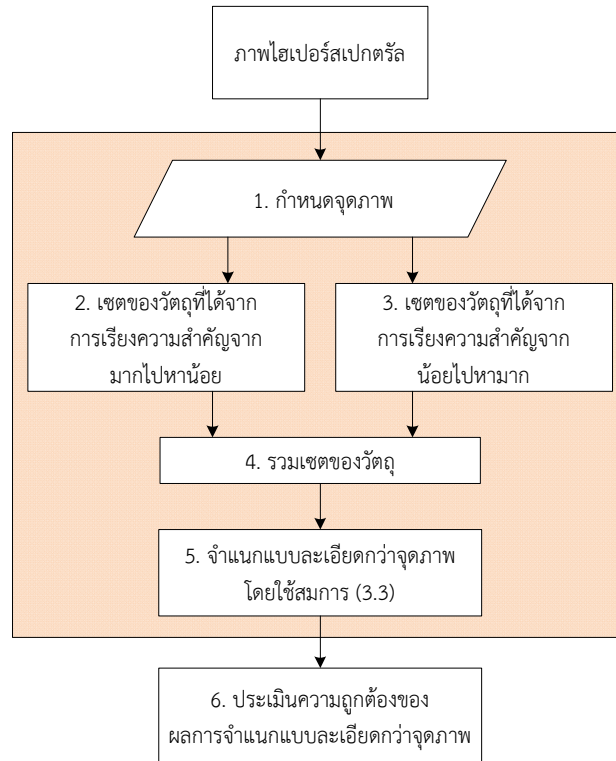 ภาพไฮเปอร์สเปกตรัล
1. กำหนดจุดภาพ
2. เซตของวัตถุที่ได้จาก
การเรียงความสำคัญจาก
มากไปหาน้อย
3. เซตของวัตถุที่ได้จาก
การเรียงความสำคัญจาก
น้อยไปหามาก
4. รวมเซตของวัตถุ
5. จำแนกแบบละเอียดกว่าจุดภาพ
โดยใช้สมการ (3.3)
6. ประเมินความถูกต้องของ
ผลการจำแนกแบบละเอียดกว่าจุดภาพ